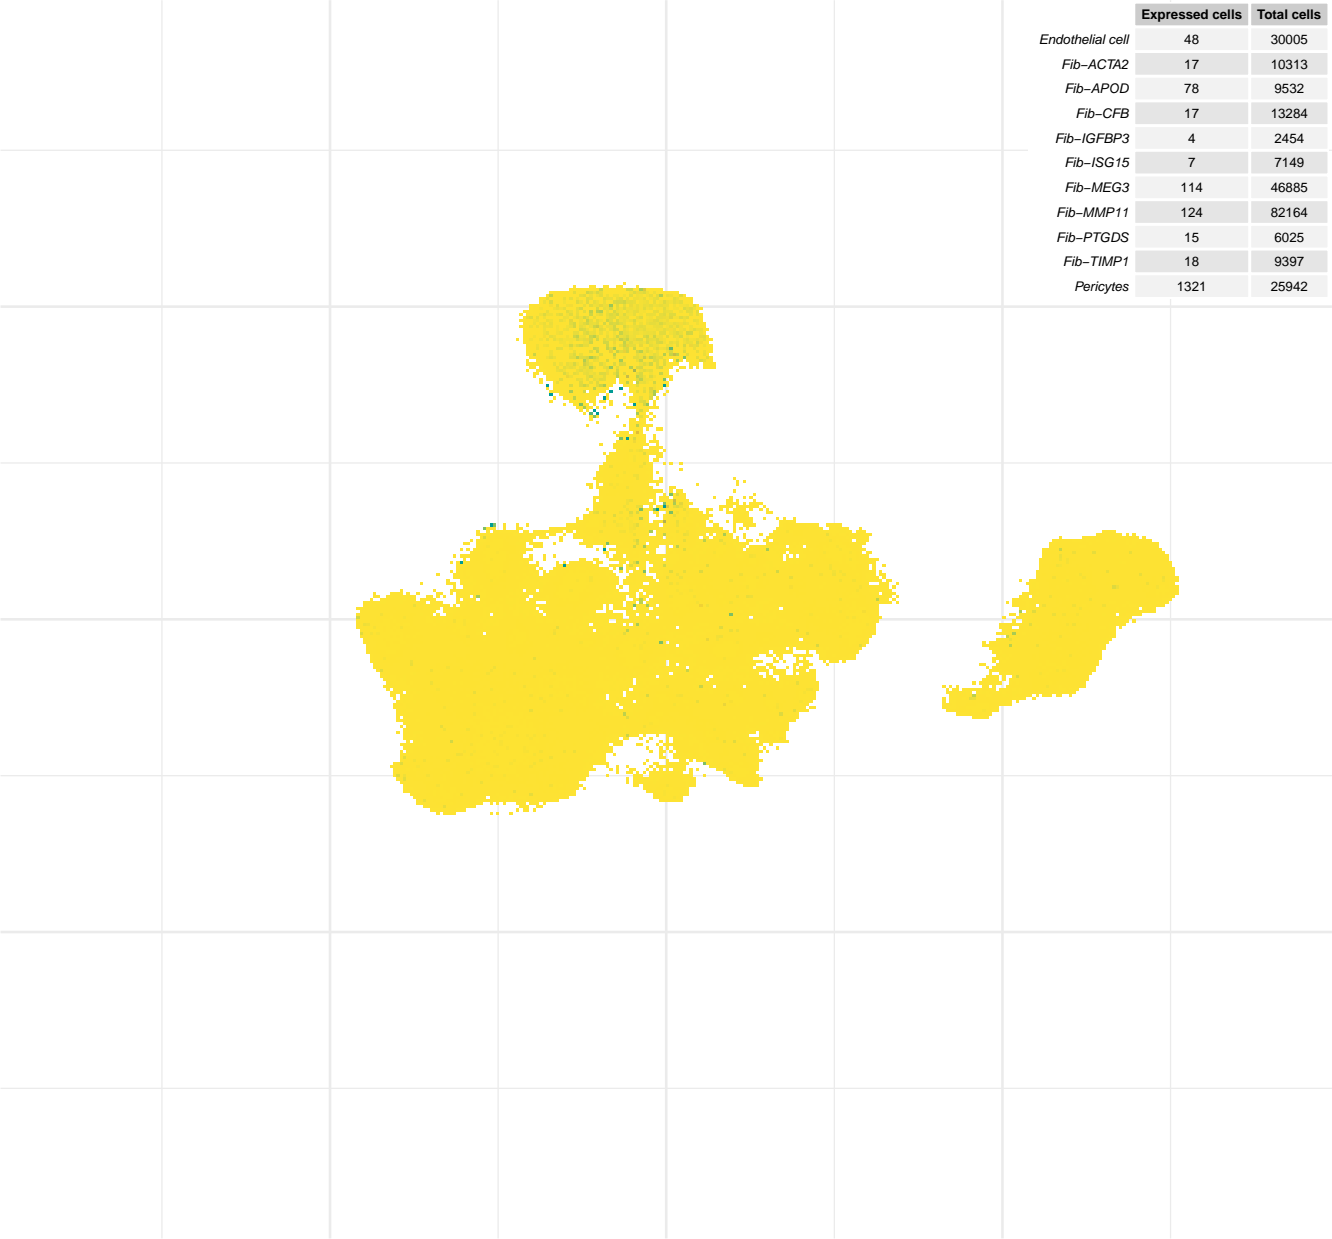 Expressed cells Total cells
Endothelial cell 48 30005
Fib−ACTA2 17 10313
Fib−APOD 78 9532
Fib−CFB 17 13284
Fib−IGFBP3 4 2454
Fib−ISG15 7 7149
Fib−MEG3 114 46885
Fib−MMP11 124 82164
Fib−PTGDS 15 6025
Fib−TIMP1 18 9397
Pericytes 1321 25942